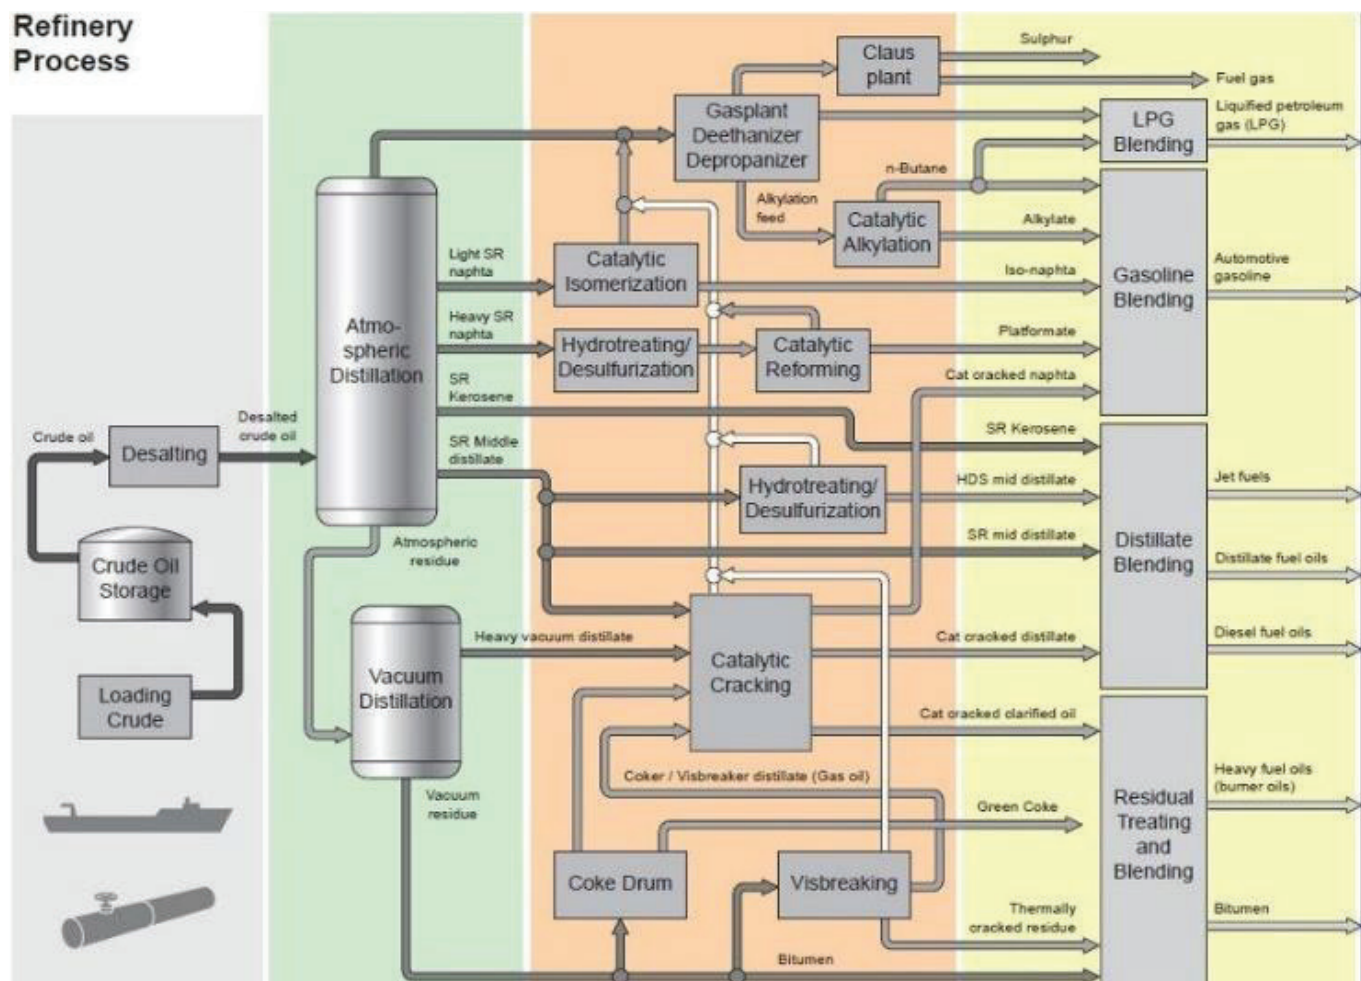 Refinery
Process
Crude oil
Desalting
Desalted
crude oil
Crude Oil
Storage
Loading
Crude
Atmo-
spheric
Distillation
Light SR
naphta
Heavy SR
naphta
SR
Kerosene
SR Middle
distillate
Atmospheric
residue
Vacuum
Distillation
Heavy vacuum distillate
Vacuum
residue
Claus
plant
Gasplant
Deethanizer
Depropanizer
Alkylation
feed
n-Butane
Catalytic
Alkylation
Catalytic
Isomerization
Hydrotreating/
Desulfurization
Catalytic
Reforming
Hydrotreating/
Desulfurization
Catalytic
Cracking
Coker / Visbreaker distillate (Gas oil)
Coke Drum
Visbreaking
Bitumen
Sulphur
Fuel gas
LPG
Blending
Liquified petroleum
gas (LPG)
Alkylate
Iso-naphta
Platformate
Cat cracked naphta
Gasoline
Blending
Automotive
gasoline
SR Kerosene
HDS mid distillate
SR mid distillate
Cat cracked distillate
Distillate
Blending
Jet fuels
Distillate fuel oils
Diesel fuel oils
Cat cracked clarified oil
Green Coke
Thermally
cracked residue
Residual
Treating
and
Blending
Heavy fuel oils
(burner oils)
Bitumen